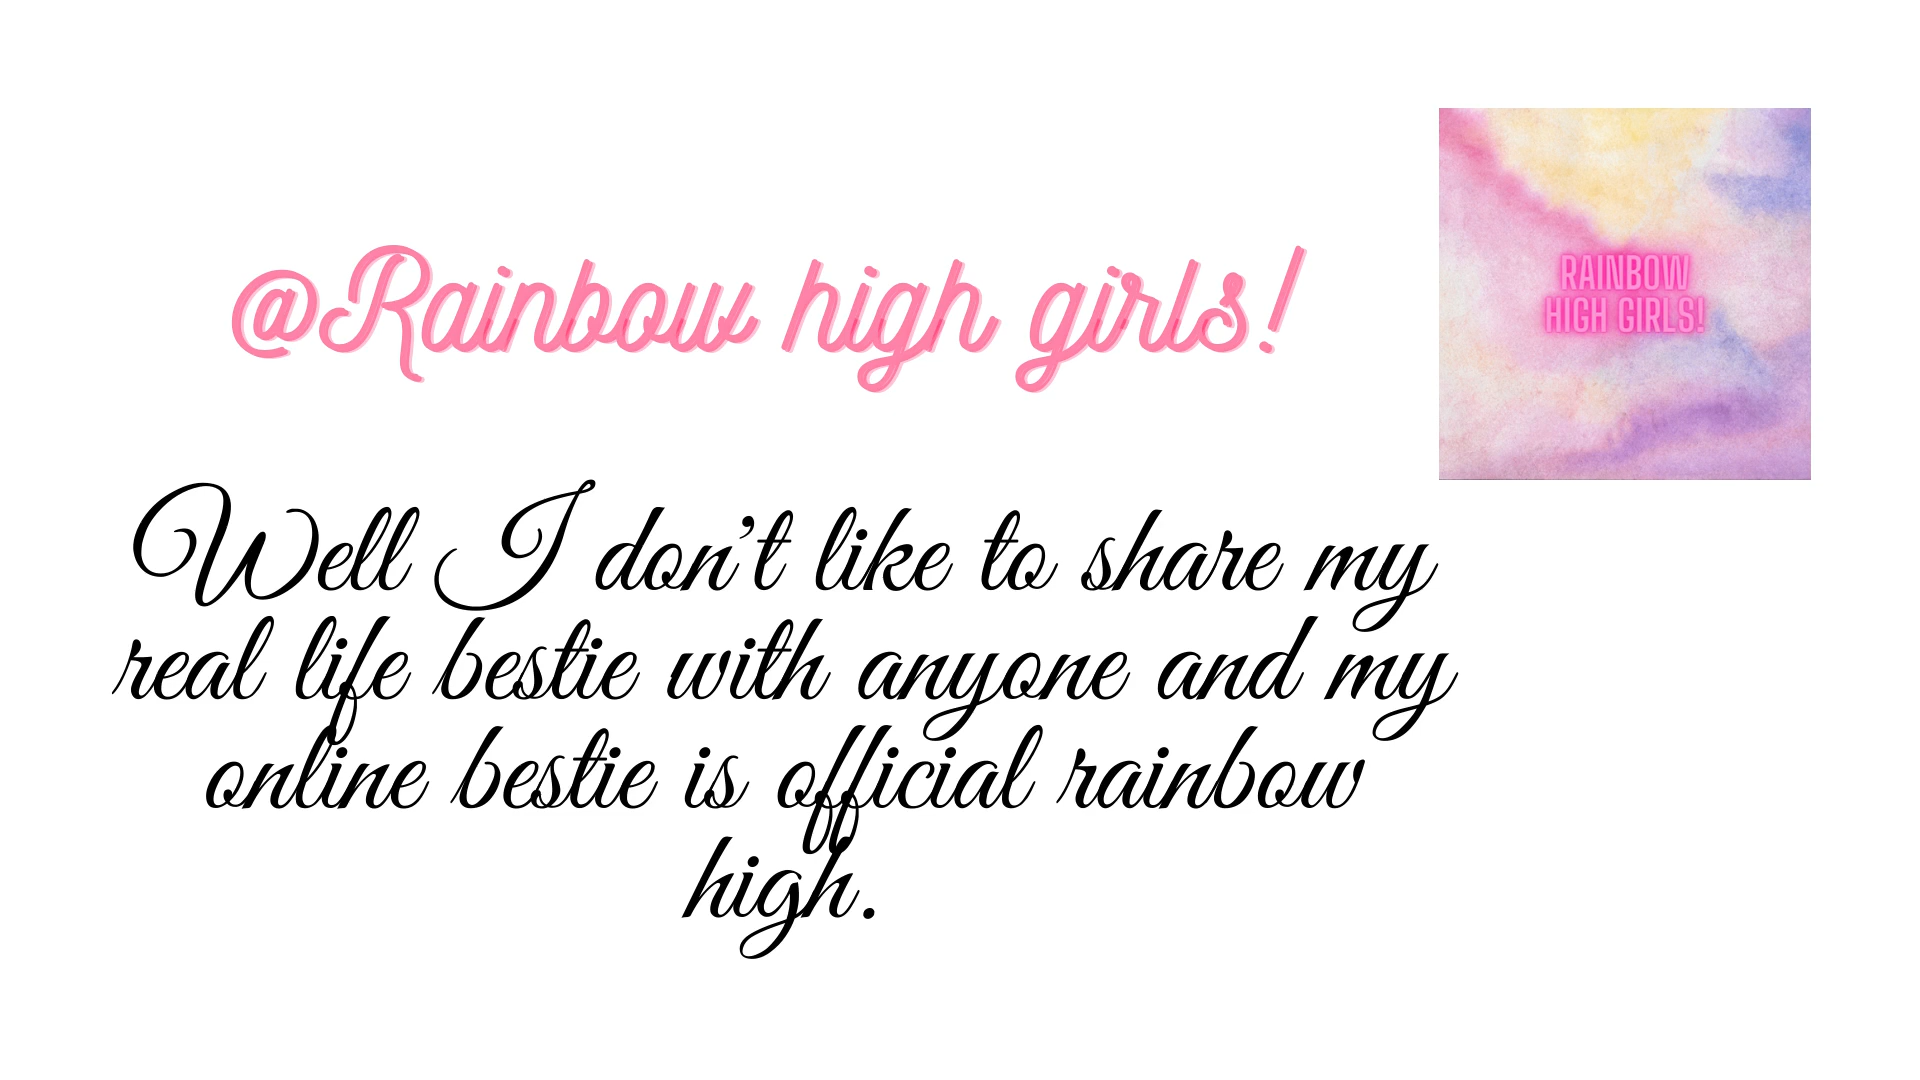 @Rainbow high girls!
RAINBOW
HIGH GIRLS!
Well I don't like to share my
real life bestie with anyone and my
online bestie is official rainbow
high.